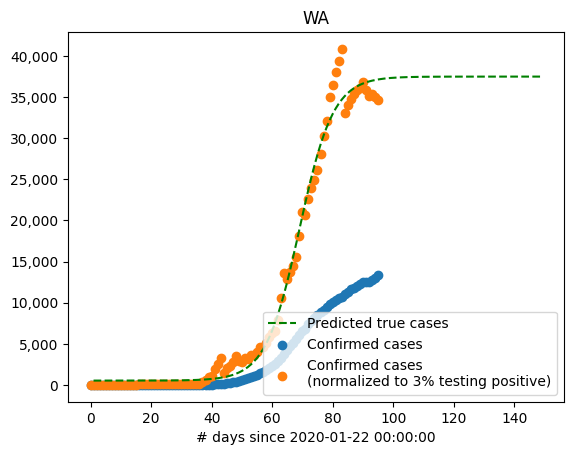 WA
40,000
35,000
30,000
25,000
20,000
15,000
10,000
5,000
0
Predicted true cases
Confirmed cases
Confirmed cases
(normalized to 3% testing positive)
0 20 40 60 80 100 120 140
# days since 2020-01-22 00:00:00